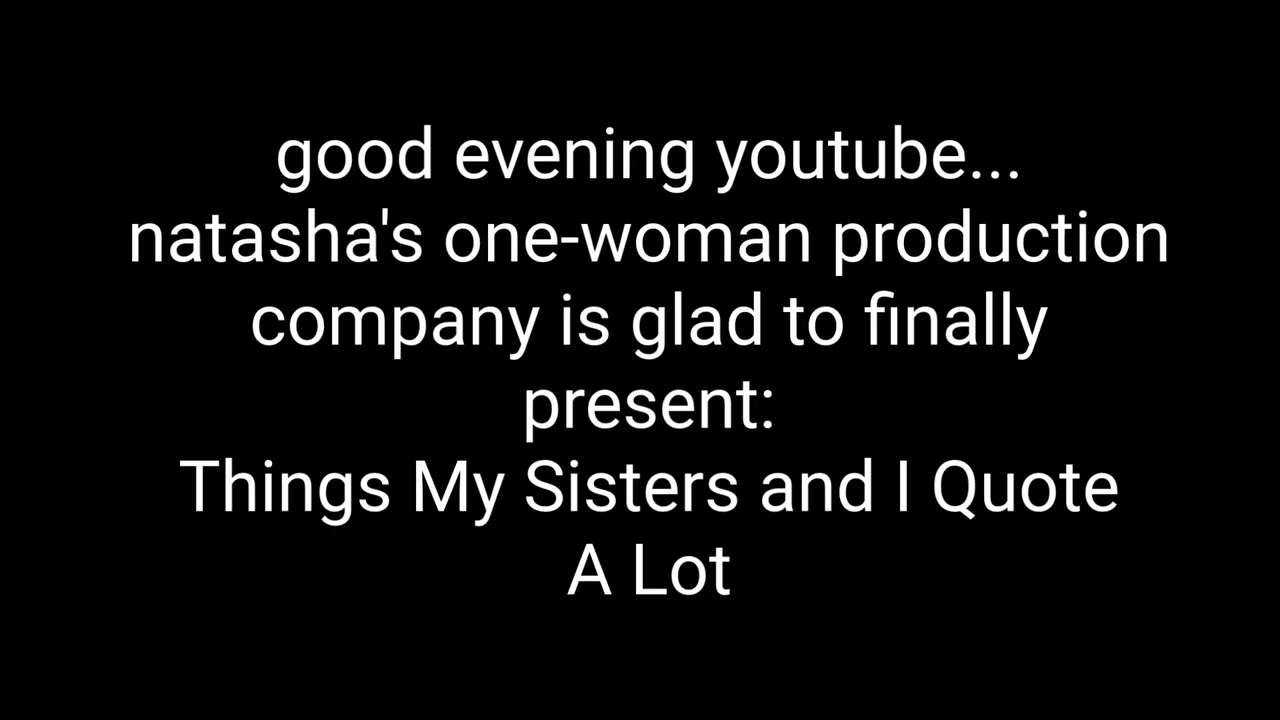 good evening youtube...
natasha's one-woman production
company is glad to finally
present:
Things My Sisters and I Quote
A Lot